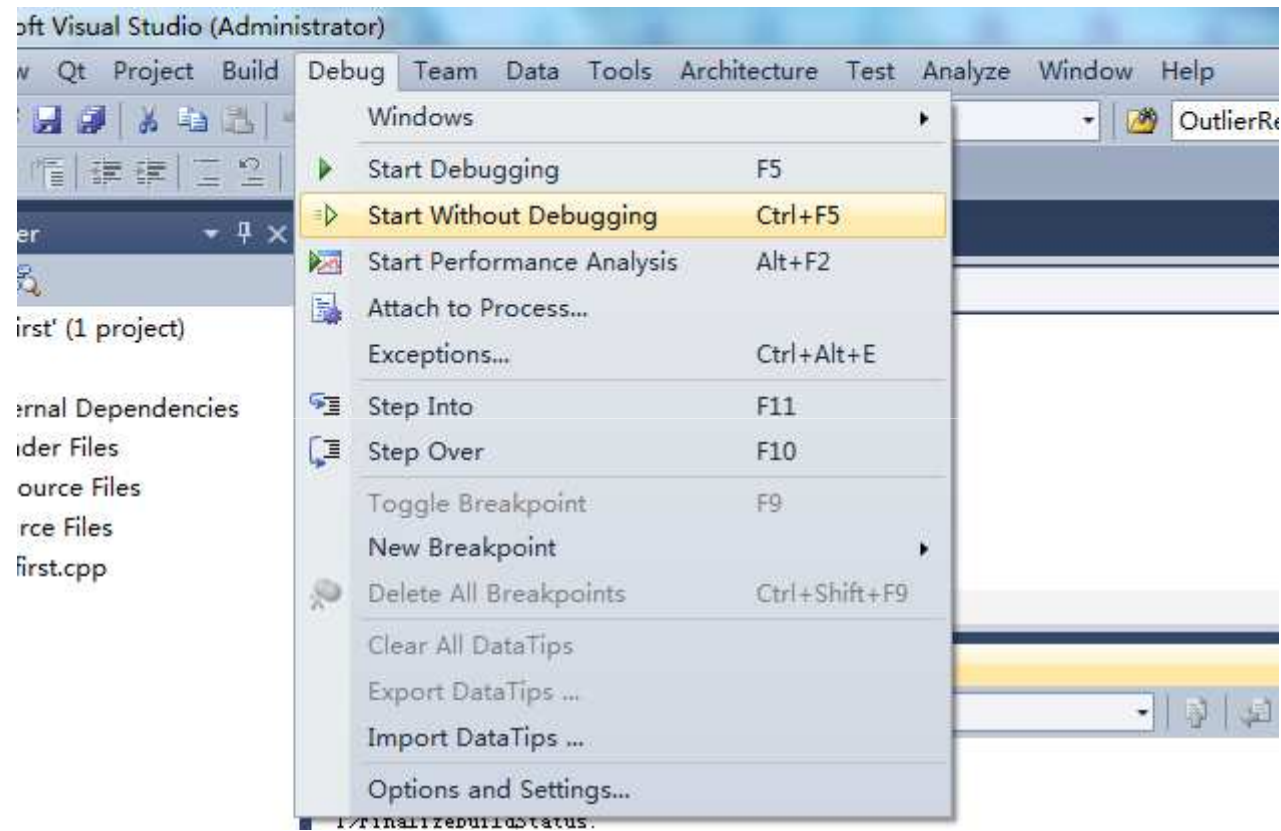 oft Visual Studio (Administrator)
w Qt Project Build Debug Team Data Tools Architecture Test Analyze Window Help
OutlierRe
Windows
Start Debugging F5
Start Without Debugging Ctrl+F5
er
Start Performance Analysis Alt+F2
Attach to Process...
irst' (1 project)
Exceptions... Ctrl+Alt+E
ernal Dependencies
Step Into F11
der Files
Step Over F10
ource Files
Toggle Breakpoint F9
rce Files
New Breakpoint
first.cpp
Delete All Breakpoints Ctrl+Shift+F9
Clear All DataTips
Export DataTips ...
Import DataTips ...
Options and Settings...
1>FinalizeBuildStatus: